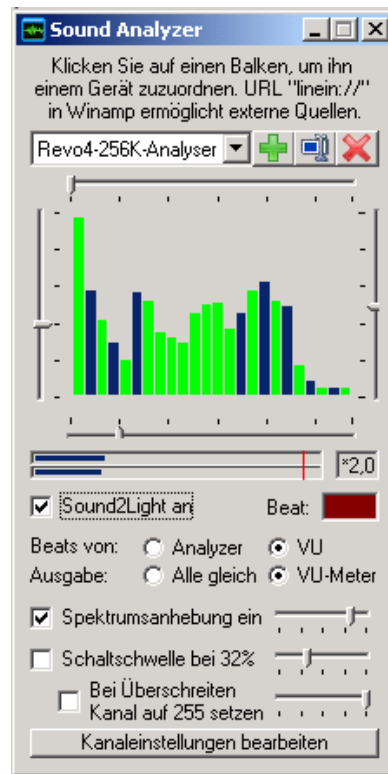 Sound Analyzer
Klicken Sie auf einen Balken, um ihn
einem Gerät zuzuordnen. URL "linein://"
in Winamp ermöglicht externe Quellen.
Revo4-256K-Analyser
*2,0
Sound2Light an Beat:
Beats von: Analyzer VU
Ausgabe: Alle gleich VU-Meter
Spektrumsanhebung ein
Schaltschwelle bei 32%
Bei Überschreiten
Kanal auf 255 setzen
Kanaleinstellungen bearbeiten